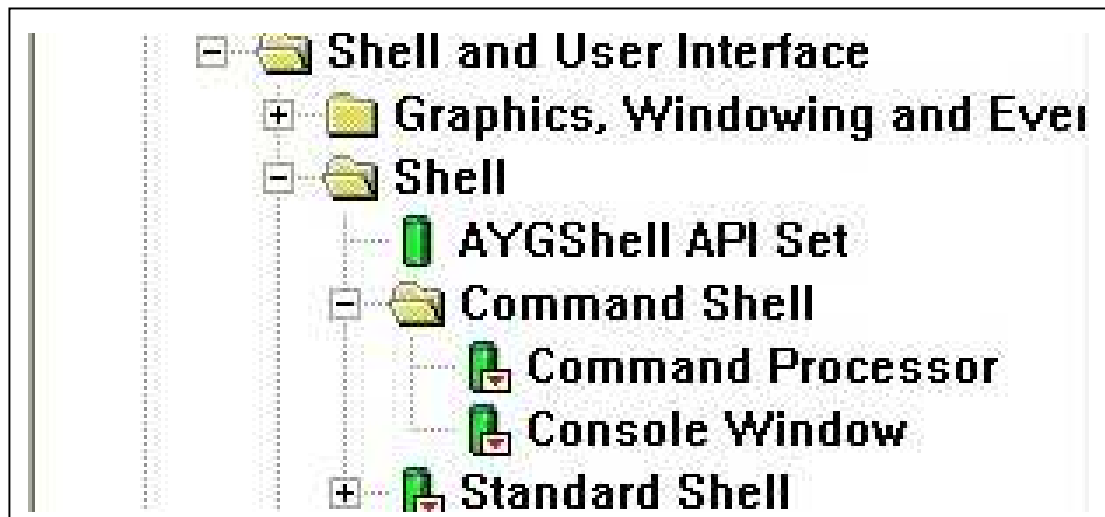 Shell and User Interface
Graphics, Windowing and
Shell
AYGShell API Set
Command Shell
Command Processor
Console Window
Standard Shell